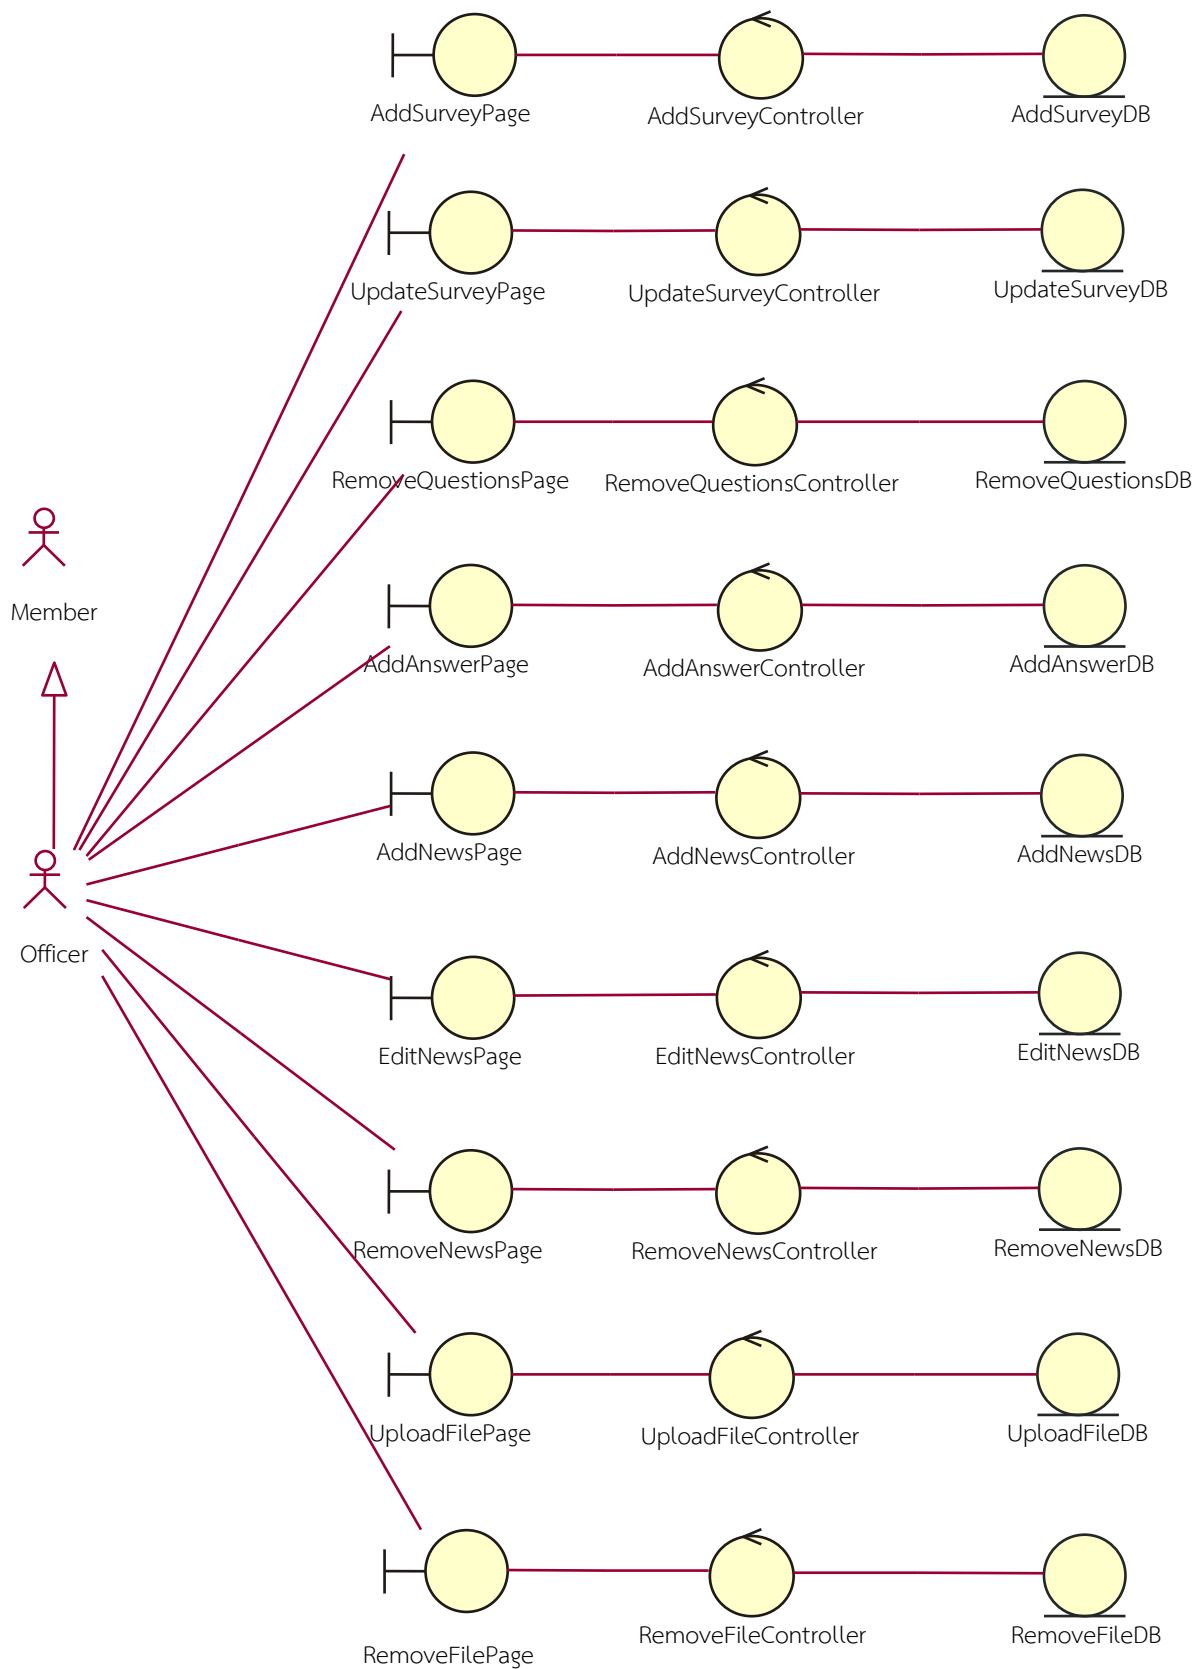 AddSurveyPage
AddSurveyController
AddSurveyDB
UpdateSurveyPage
UpdateSurveyController
UpdateSurveyDB
RemoveQuestionsPage
RemoveQuestionsController
RemoveQuestionsDB
Member
AddAnswerPage
AddAnswerController
AddAnswerDB
AddNewsPage
AddNewsController
AddNewsDB
Officer
EditNewsPage
EditNewsController
EditNewsDB
RemoveNewsPage
RemoveNewsController
RemoveNewsDB
UploadFilePage
UploadFileController
UploadFileDB
RemoveFilePage
RemoveFileController
RemoveFileDB